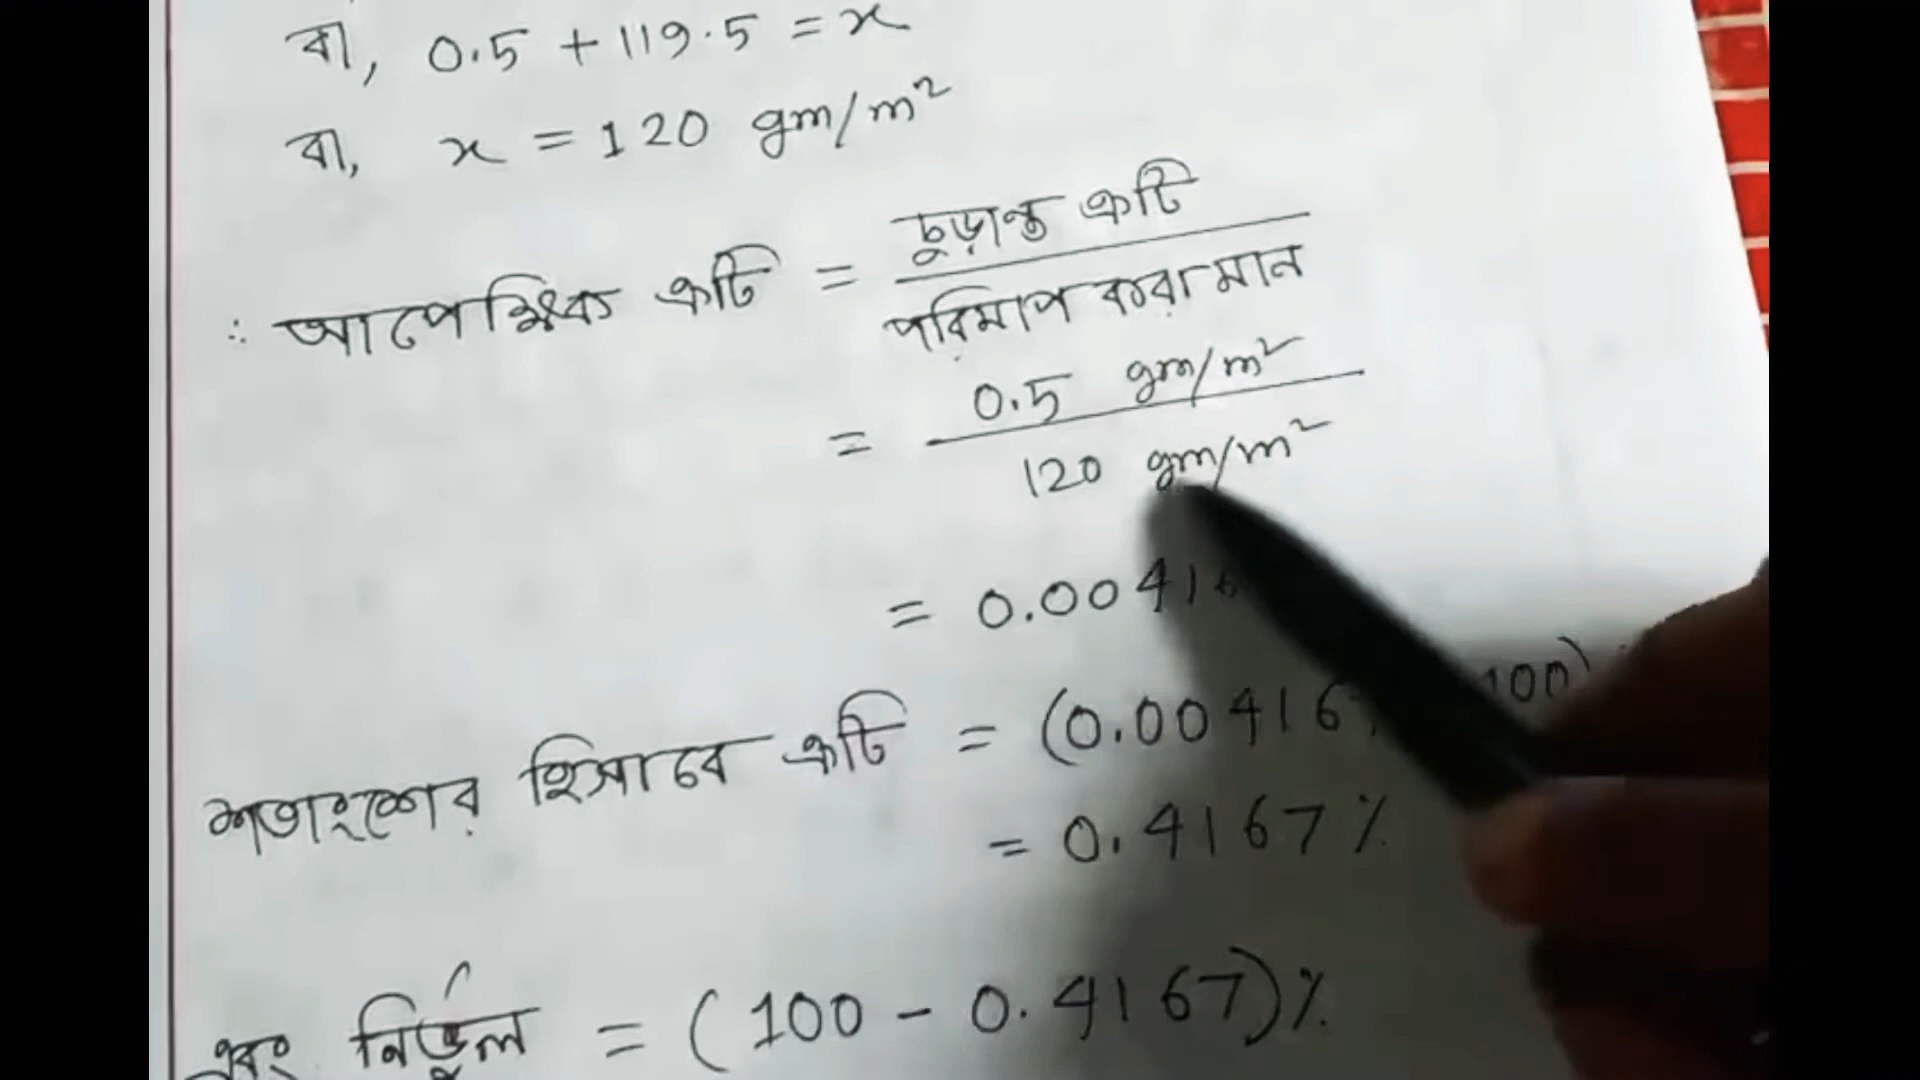 বা, 0.5 + 119.5 = x
বা, x = 120 gm/m²
∴ আপেক্ষিক ত্রুটি = চুড়ান্ত ত্রুটি / পরিমাপ করা মান
= 0.5 gm/m² / 120 gm/m²
= 0.0041
শতাংশের হিসাবে ত্রুটি = (0.00416 100)
= 0.4167 %
এবং নির্ভুল = (100 - 0.4167) %